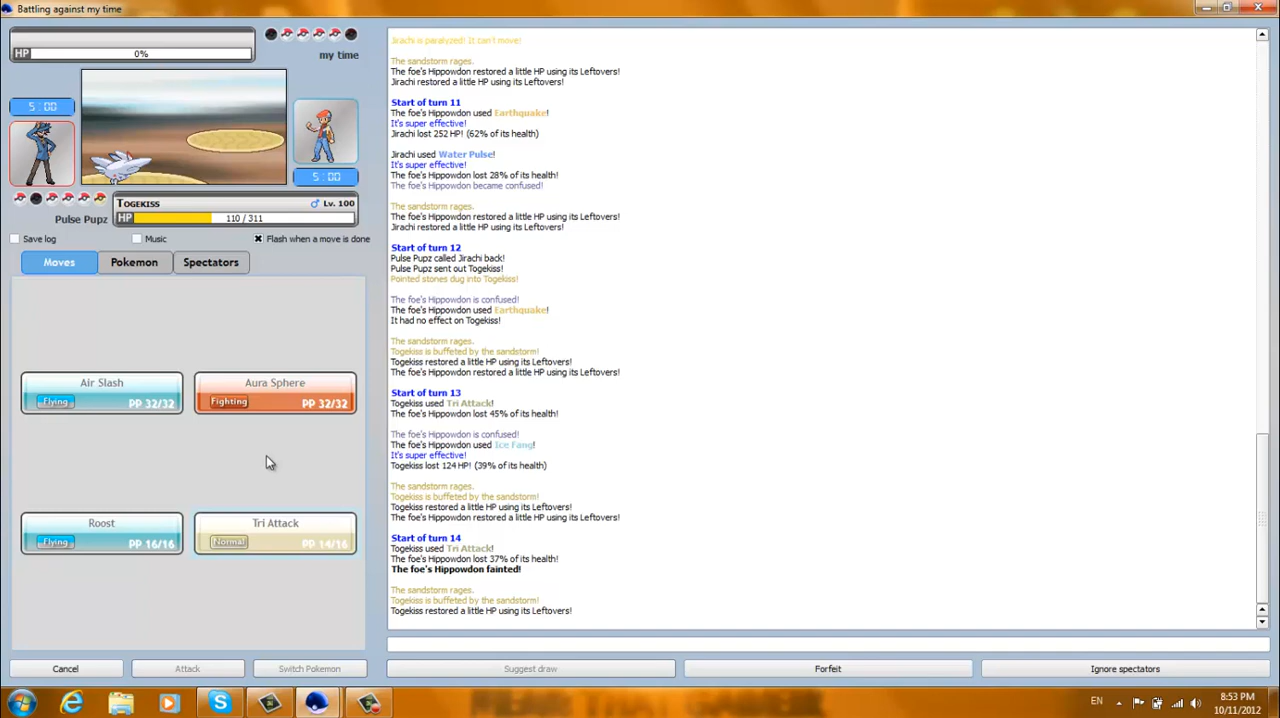 Battling against my time
HP 0%
my time
5:00
5:00
TOGEKISS Lv. 100
Pulse Pupz HP 110 / 311
Save log Music Flash when a move is done
Moves Pokemon Spectators
Air Slash
Flying PP 32/32
Aura Sphere
Fighting PP 32/32
Roost
Flying PP 16/16
Tri Attack
Normal PP 14/16
Cancel Attack Switch Pokemon
Jirachi is paralyzed! It can't move!
The sandstorm rages.
The foe's Hippowdon restored a little HP using its Leftovers!
Jirachi restored a little HP using its Leftovers!
Start of turn 11
The foe's Hippowdon used Earthquake!
It's super effective!
Jirachi lost 252 HP! (62% of its health)
Jirachi used Water Pulse!
It's super effective!
The foe's Hippowdon lost 28% of its health!
The foe's Hippowdon became confused!
The sandstorm rages.
The foe's Hippowdon restored a little HP using its Leftovers!
Jirachi restored a little HP using its Leftovers!
Start of turn 12
Pulse Pupz called Jirachi back!
Pulse Pupz sent out Togekiss!
Pointed stones dug into Togekiss!
The foe's Hippowdon is confused!
The foe's Hippowdon used Earthquake!
It had no effect on Togekiss!
The sandstorm rages.
Togekiss is buffeted by the sandstorm!
Togekiss restored a little HP using its Leftovers!
The foe's Hippowdon restored a little HP using its Leftovers!
Start of turn 13
Togekiss used Tri Attack!
The foe's Hippowdon lost 45% of its health!
The foe's Hippowdon is confused!
The foe's Hippowdon used Ice Fang!
It's super effective!
Togekiss lost 124 HP! (39% of its health)
The sandstorm rages.
Togekiss is buffeted by the sandstorm!
Togekiss restored a little HP using its Leftovers!
The foe's Hippowdon restored a little HP using its Leftovers!
Start of turn 14
Togekiss used Tri Attack!
The foe's Hippowdon lost 37% of its health!
The foe's Hippowdon fainted!
The sandstorm rages.
Togekiss is buffeted by the sandstorm!
Togekiss restored a little HP using its Leftovers!
Suggest draw Forfeit Ignore spectators
EN
8:53 PM
10/11/2012